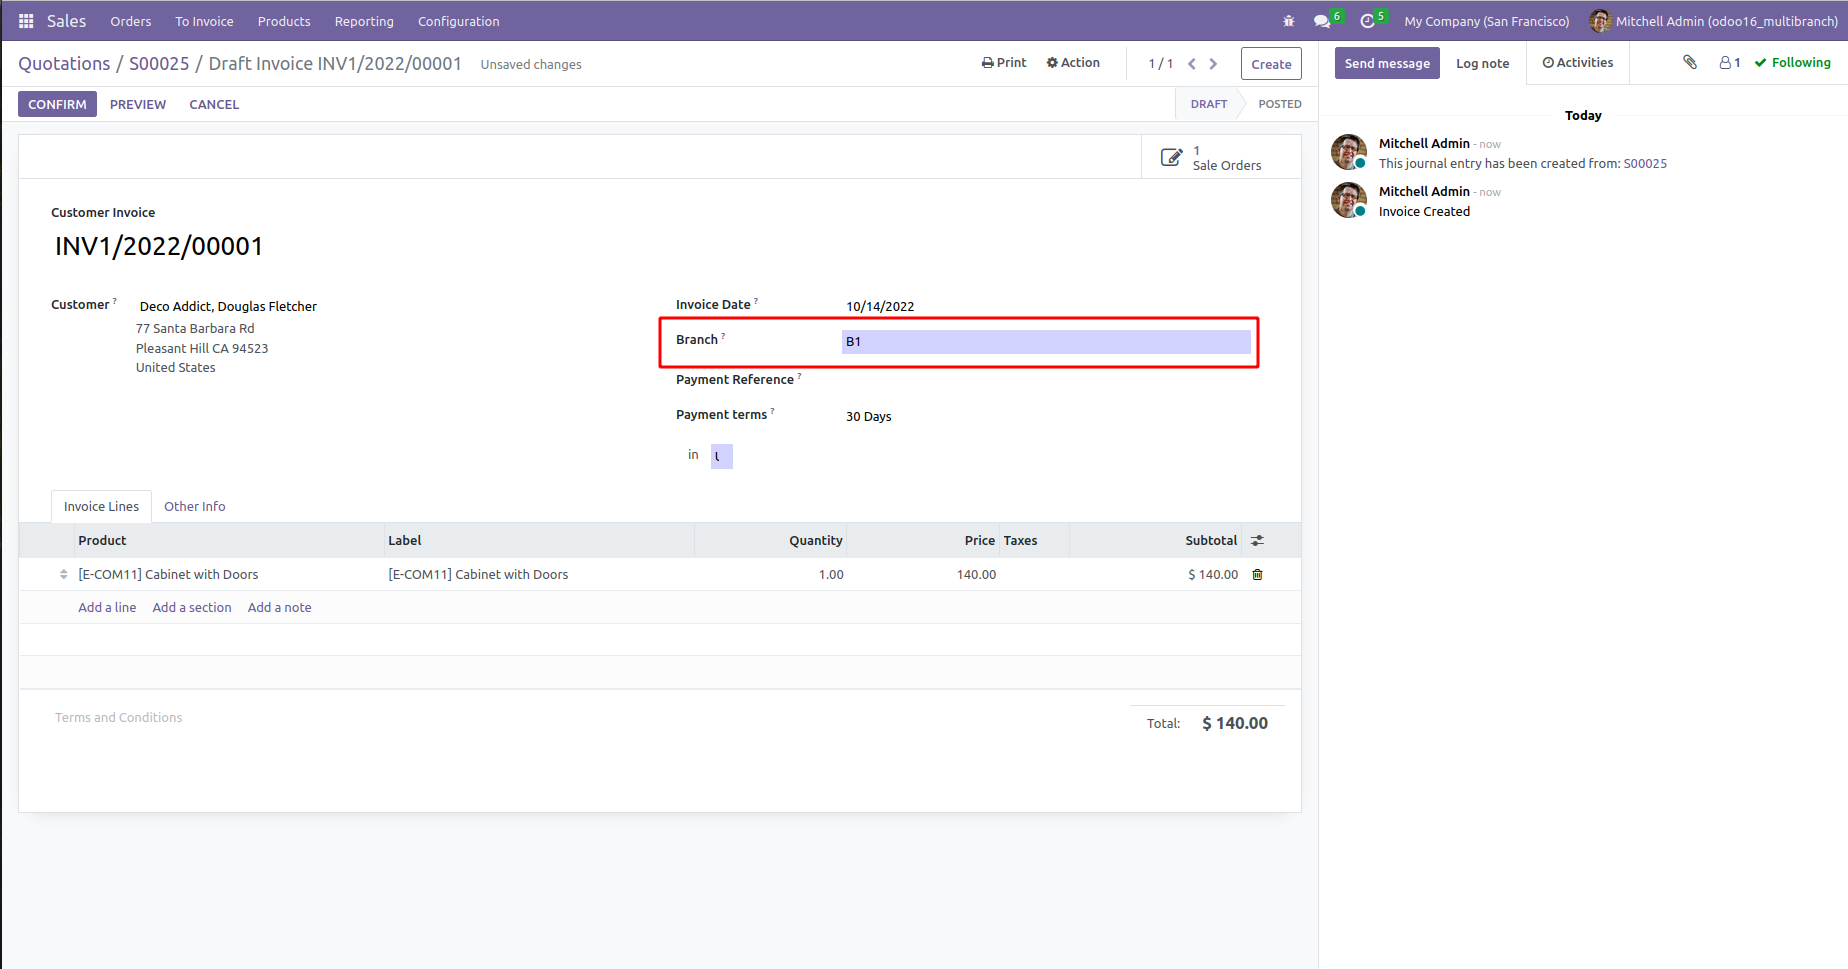 Sales Orders To Invoice Products Reporting Configuration 6 5 My Company (San Francisco) Mitchell Admin (odoo16_multibranch)
Quotations / S00025 / Draft Invoice INV1/2022/00001 Unsaved changes Print Action 1 / 1 Create
CONFIRM PREVIEW CANCEL DRAFT POSTED
1
Sale Orders
Customer Invoice
INV1/2022/00001
Customer ? Deco Addict, Douglas Fletcher
77 Santa Barbara Rd
Pleasant Hill CA 94523
United States
Invoice Date ? 10/14/2022
Branch ? B1
Payment Reference ?
Payment terms ? 30 Days
in
Invoice Lines Other Info
Product Label Quantity Price Taxes Subtotal
[E-COM11] Cabinet with Doors [E-COM11] Cabinet with Doors 1.00 140.00 $ 140.00
Add a line Add a section Add a note
Terms and Conditions
Total: $ 140.00
Send message Log note Activities 1 Following
Today
Mitchell Admin - now
This journal entry has been created from: S00025
Mitchell Admin - now
Invoice Created